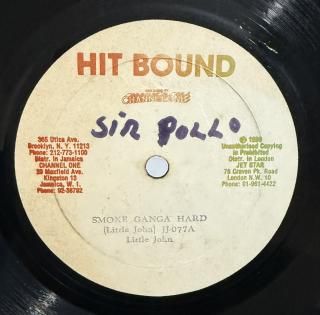 HIT BOUND
CHANNEL ONE
SIR POLLO
365 Utica Ave.
Brooklyn, N. Y. 11213
Phone: 212-773-1100
Distr. in Jamaica
CHANNEL ONE
29 Maxfield Ave.
Kingston 13
Jamaica, W. I.
Phone: 92-38792
Unauthorised Copying
is Prohibited
Distr. in London
JET STAR
78 Craven Pk. Road
London N.W. 10
Phone: 01-961-4422
SMOKE GANGA HARD
(Little John) JJ-077A
Little John